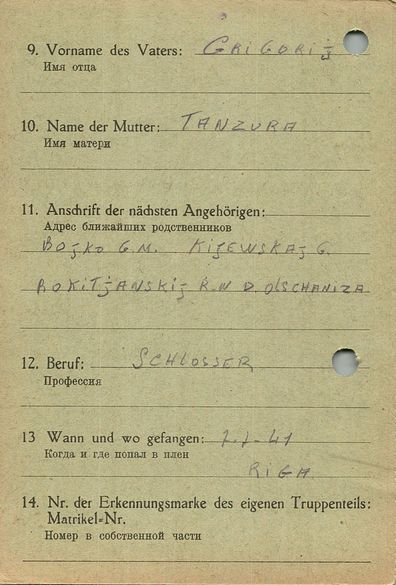 9. Vorname des Vaters: GRIGORIJ
Имя отца
10. Name der Mutter: TANZURA
Имя матери
11. Anschrift der nächsten Angehörigen:
Адрес ближайших родственников
BOJKO G.M. KIJEWSKAJ G.
ROKITJANSKIJ R.N D. OLSCHANIZA
12. Beruf: SCHLOSSER
Профессия
13 Wann und wo gefangen: 7.7-41
Когда и где попал в плен
RIGA
14. Nr. der Erkennungsmarke des eigenen Truppenteils:
Matrikel=Nr.
Номер в собственной части